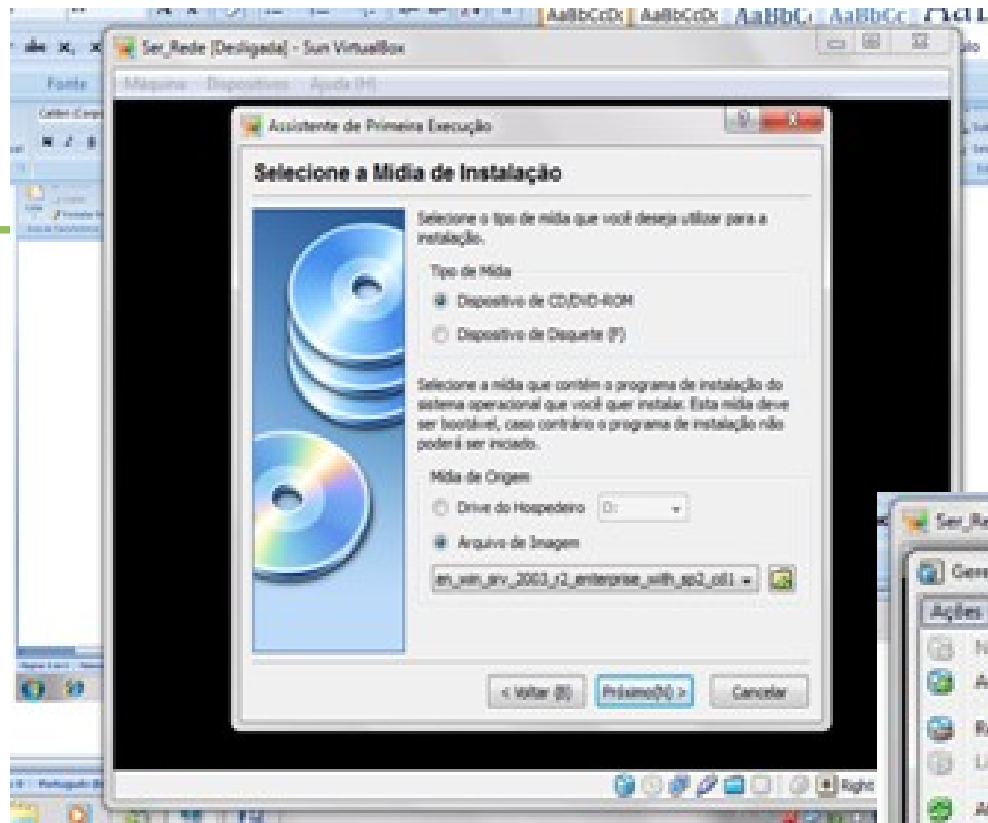 AaBbCcDc AaBbCcDc AaBbC AaBbCc
Ser_Rede [Desligada] - Sun VirtualBox
Fonte
Máquina Dispositivos Ajuda (H)
Assistente de Primeira Execução
Selecione a Mídia de Instalação
Selecione o tipo de mídia que você deseja utilizar para a
instalação.
Tipo de Mídia
Dispositivo de CD/DVD-ROM
Dispositivo de Disquete (F)
Selecione a mídia que contém o programa de instalação do
sistema operacional que você quer instalar. Esta mídia deve
ser bootável, caso contrário o programa de instalação não
poderá ser iniciado.
Mídia de Origem
Drive do Hospedeiro D:
Arquivo de Imagem
en_win_srv_2003_r2_enterprise_with_sp2_cd1
< Voltar (B) Próximo(N) > Cancelar
Right
Ser_Re
Gere
Ações